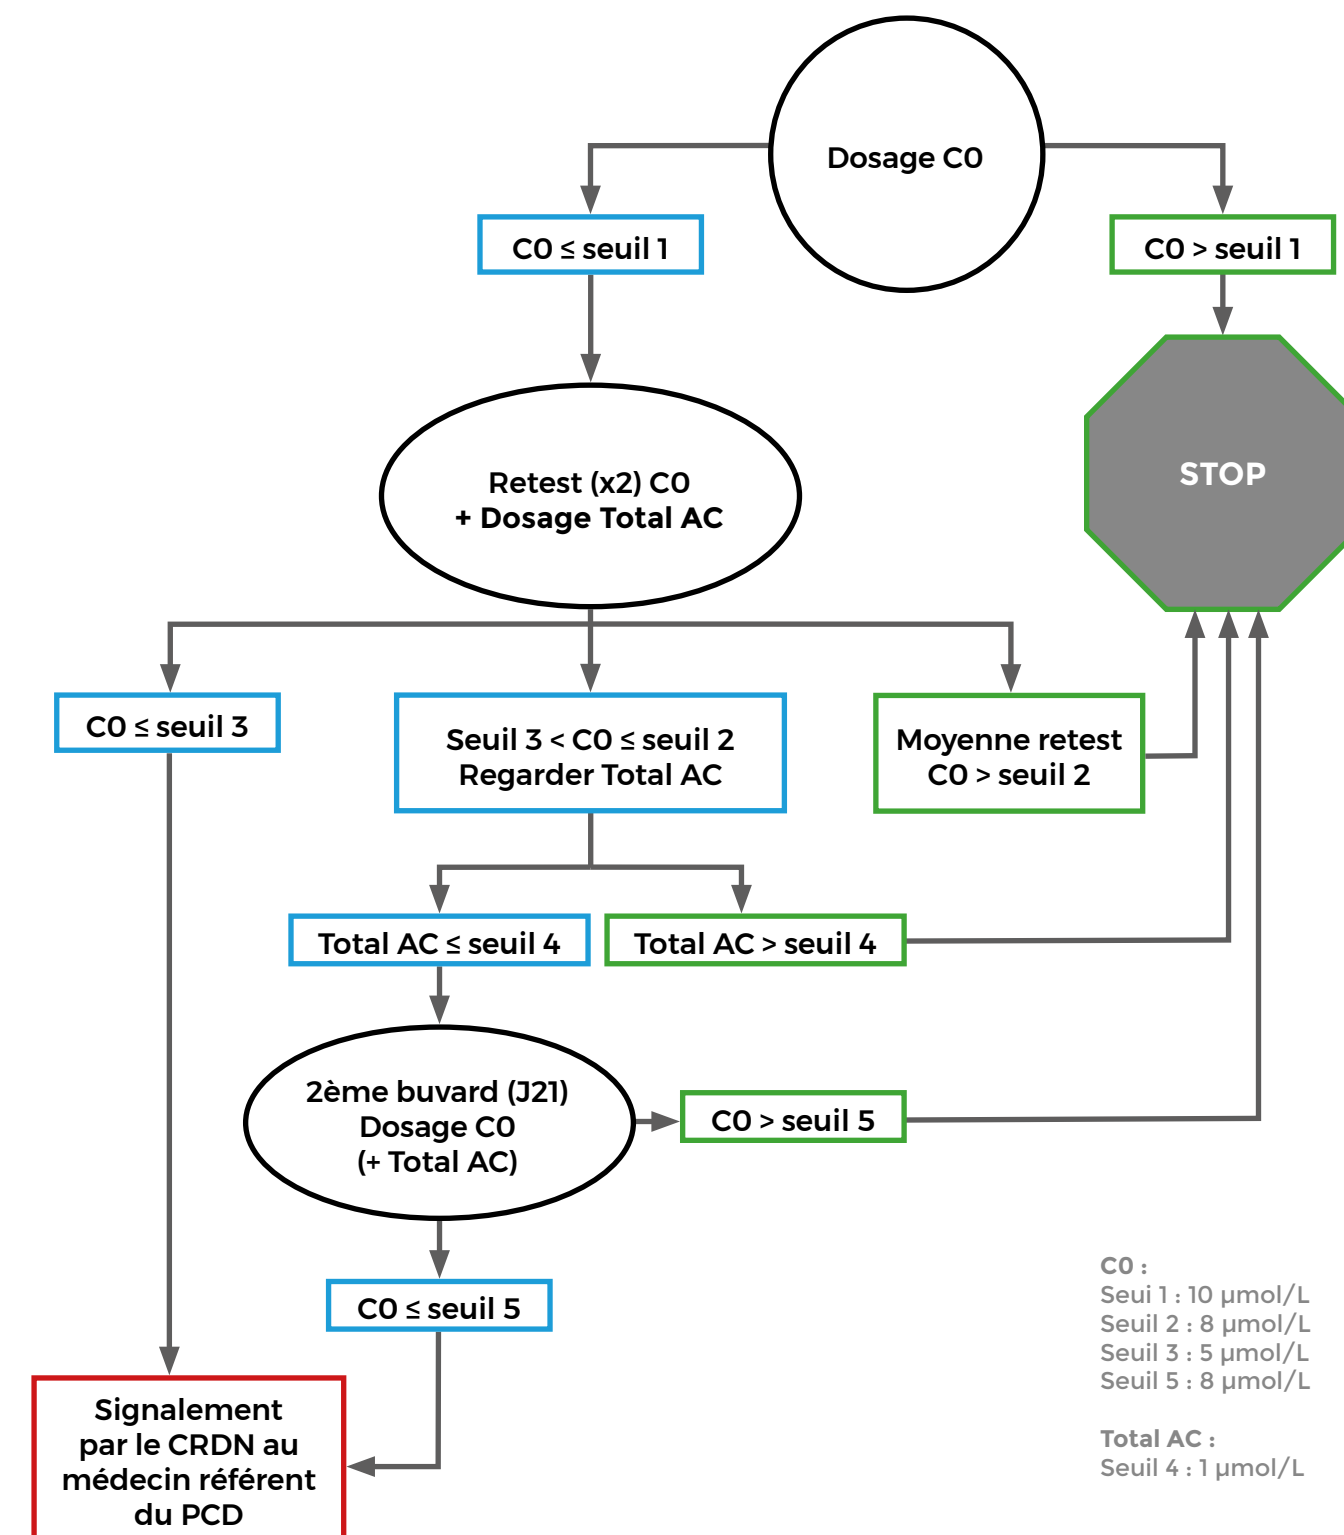 Dosage C0
C0 ≤ seuil 1
C0 > seuil 1
STOP
Retest (x2) C0
+ Dosage Total AC
C0 ≤ seuil 3
Seuil 3 < C0 ≤ seuil 2
Regarder Total AC
Moyenne retest
C0 > seuil 2
Total AC ≤ seuil 4
Total AC > seuil 4
2ème buvard (J21)
Dosage C0
(+ Total AC)
C0 > seuil 5
C0 ≤ seuil 5
Signalement
par le CRDN au
médecin référent
du PCD
C0 :
Seui 1 : 10 µmol/L
Seuil 2 : 8 µmol/L
Seuil 3 : 5 µmol/L
Seuil 5 : 8 µmol/L
Total AC :
Seuil 4 : 1 µmol/L